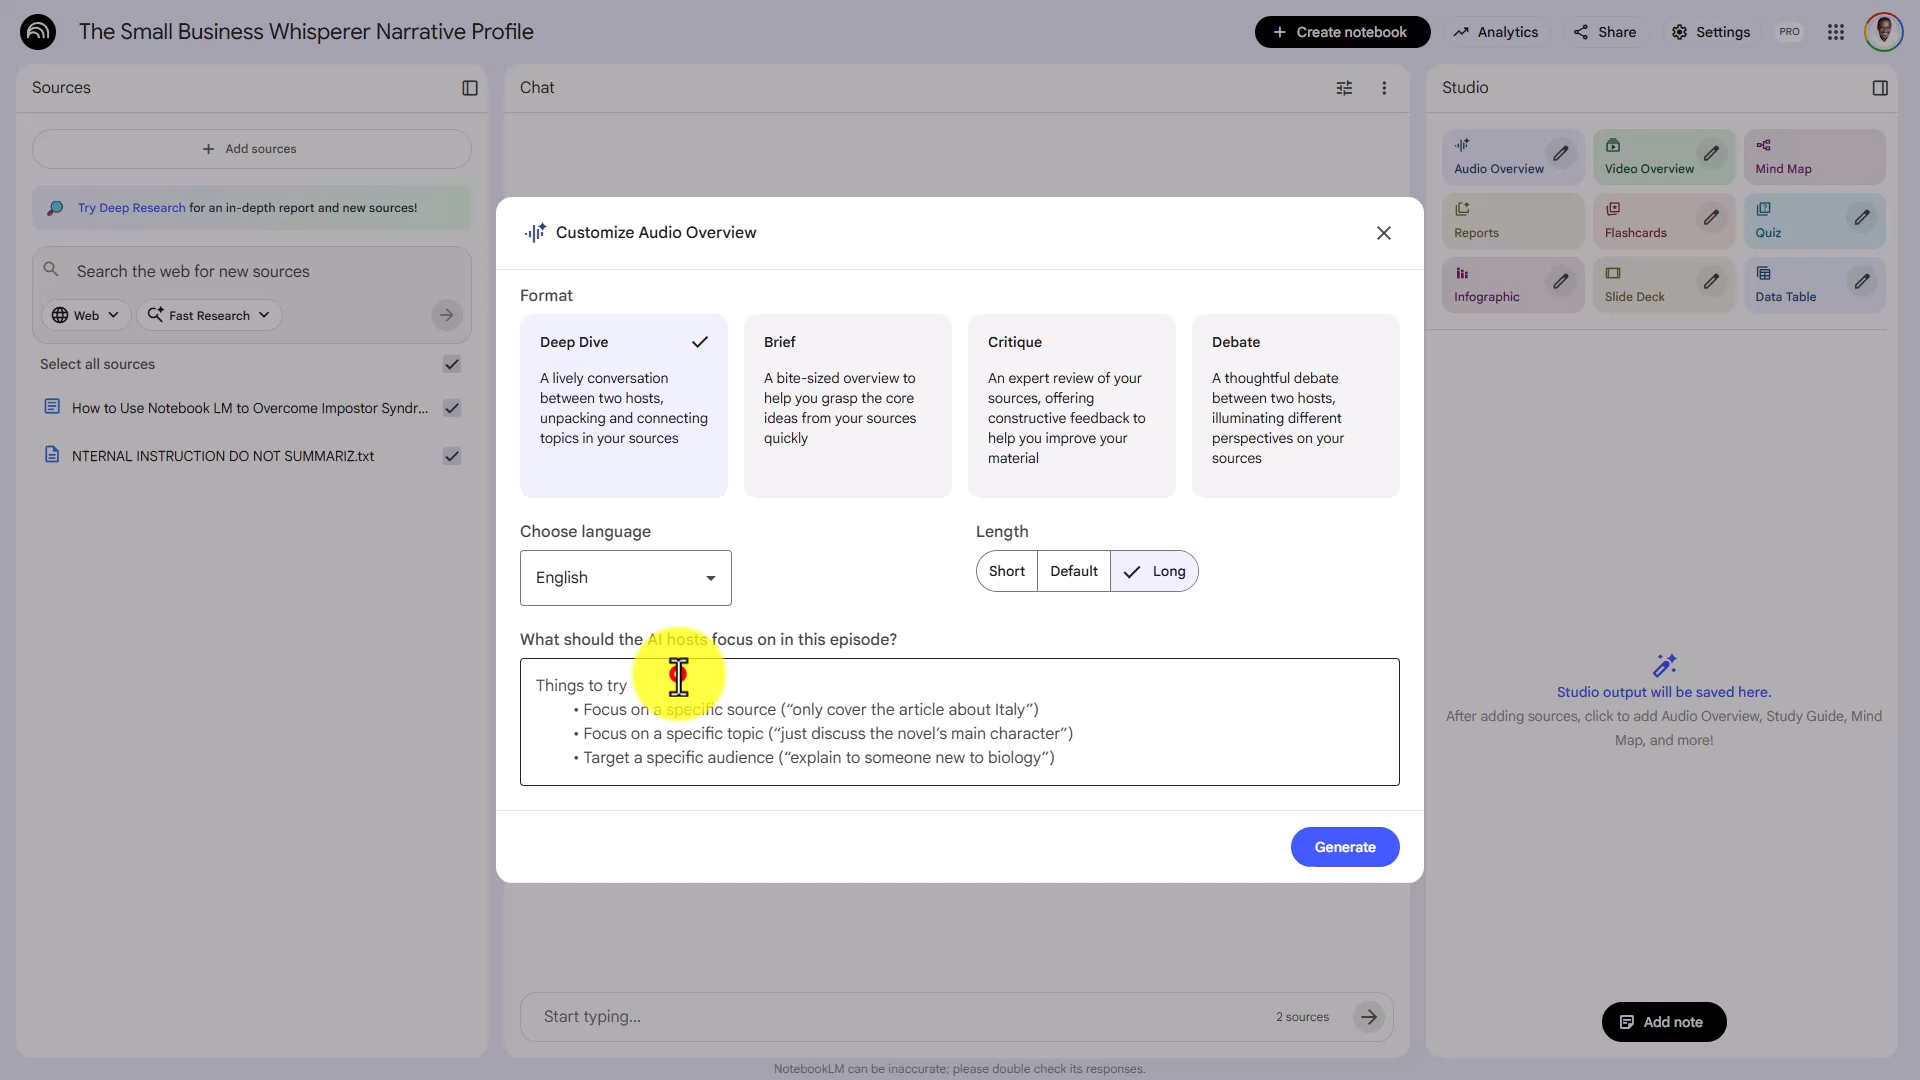 The Small Business Whisperer Narrative Profile
Create notebook
Analytics
Share
Settings
PRO
Sources
Add sources
Try Deep Research for an in-depth report and new sources!
Search the web for new sources
Web
Fast Research
Select all sources
How to Use Notebook LM to Overcome Impostor Syndr...
NTERNAL INSTRUCTION DO NOT SUMMARIZ.txt
Chat
Customize Audio Overview
Format
Deep Dive
A lively conversation
between two hosts,
unpacking and connecting
topics in your sources
Brief
A bite-sized overview to
help you grasp the core
ideas from your sources
quickly
Critique
An expert review of your
sources, offering
constructive feedback to
help you improve your
material
Debate
A thoughtful debate
between two hosts,
illuminating different
perspectives on your
sources
Choose language
English
Length
Short
Default
Long
What should the AI hosts focus on in this episode?
Things to try
• Focus on a specific source (“only cover the article about Italy”)
• Focus on a specific topic (“just discuss the novel’s main character”)
• Target a specific audience (“explain to someone new to biology”)
Generate
Start typing...
2 sources
NotebookLM can be inaccurate; please double check its responses.
Studio
Audio Overview
Video Overview
Mind Map
Reports
Flashcards
Quiz
Infographic
Slide Deck
Data Table
Studio output will be saved here.
After adding sources, click to add Audio Overview, Study Guide, Mind
Map, and more!
Add note